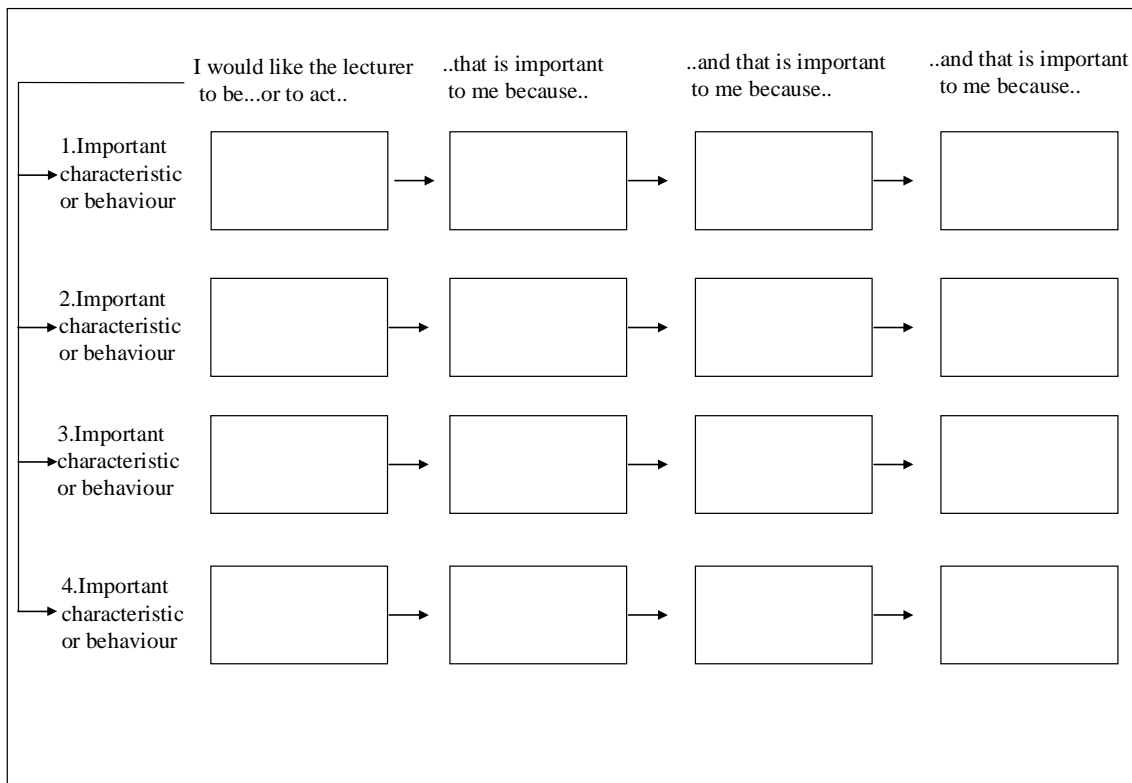 I would like the lecturer
to be...or to act..
..that is important
to me because..
..and that is important
to me because..
..and that is important
to me because..
1.Important
characteristic
or behaviour
2.Important
characteristic
or behaviour
3.Important
characteristic
or behaviour
4.Important
characteristic
or behaviour